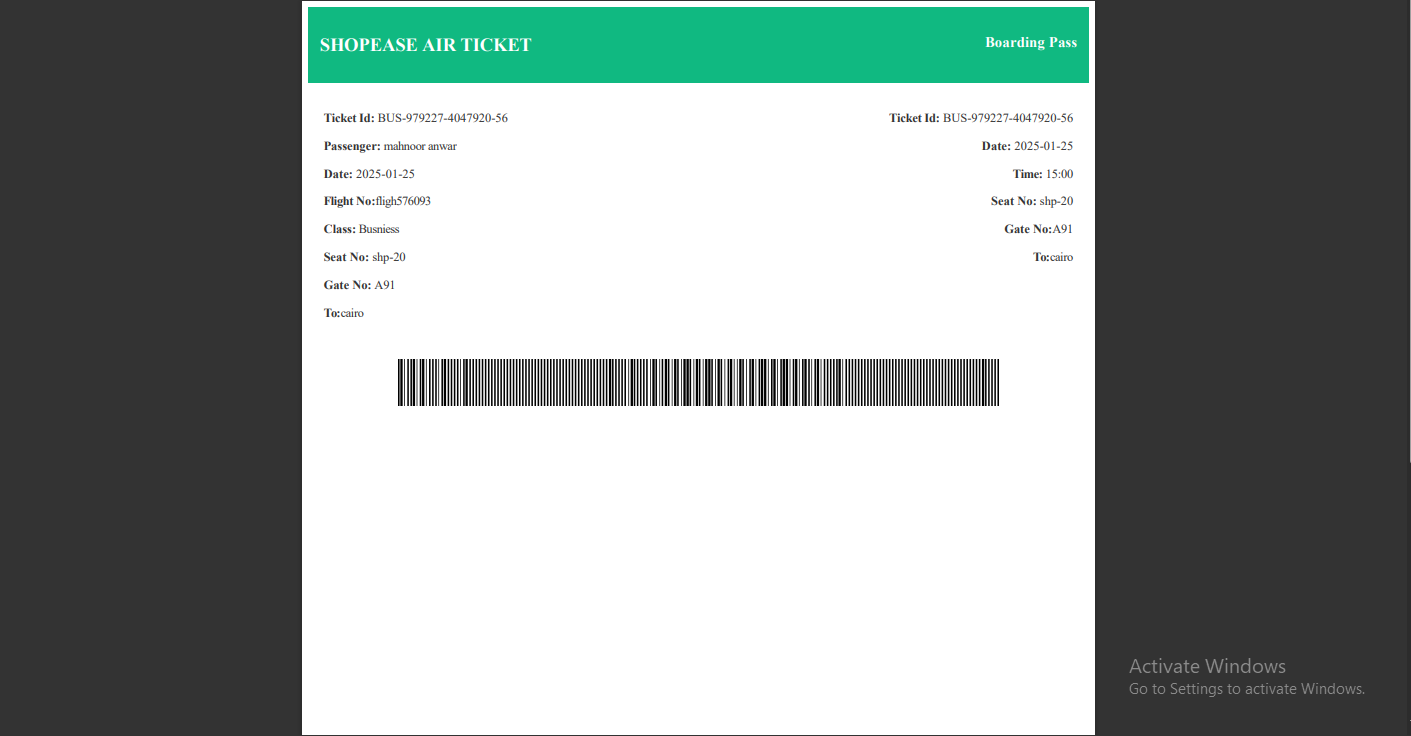 SHOPEASE AIR TICKET
Boarding Pass
Ticket Id: BUS-979227-4047920-56
Passenger: mahnoor anwar
Date: 2025-01-25
Flight No:fligh576093
Class: Busniess
Seat No: shp-20
Gate No: A91
To:cairo
Ticket Id: BUS-979227-4047920-56
Date: 2025-01-25
Time: 15:00
Seat No: shp-20
Gate No:A91
To:cairo
Activate Windows
Go to Settings to activate Windows.